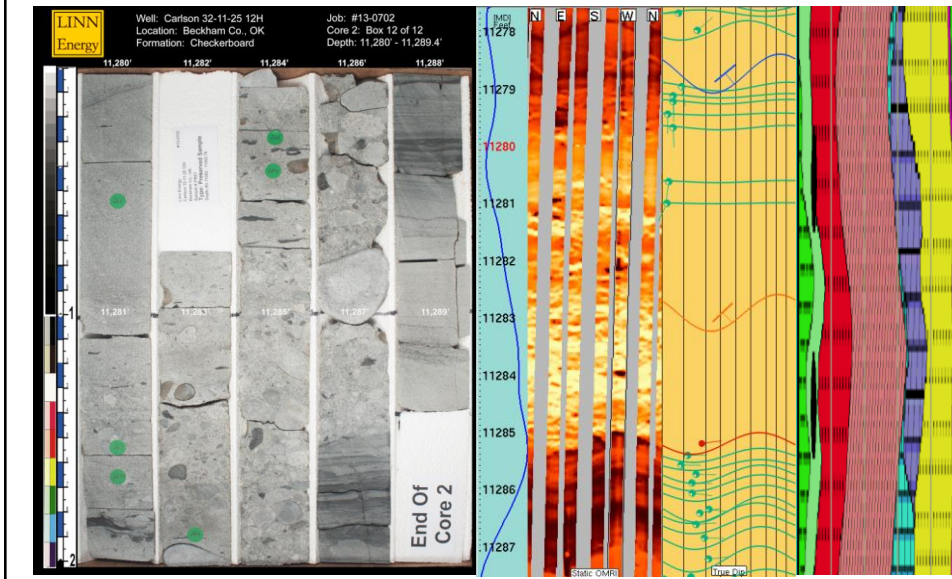 LINN
Energy
Well: Carlson 32-11-25 12H
Location: Beckham Co., OK
Formation: Checkerboard
Job: #13-0702
Core 2: Box 12 of 12
Depth: 11,280' - 11,289.4'
11,280'
11,282'
11,284'
11,286'
11,288'
Type: Preserved Sample
1
11,281'
11,283'
11,285'
11,287'
11,289'
2
End Of
Core 2
[MD]
Feet
11278
11279
11280
11281
11282
11283
11284
11285
11286
11287
N E S W N
Static OMRI
True Dip